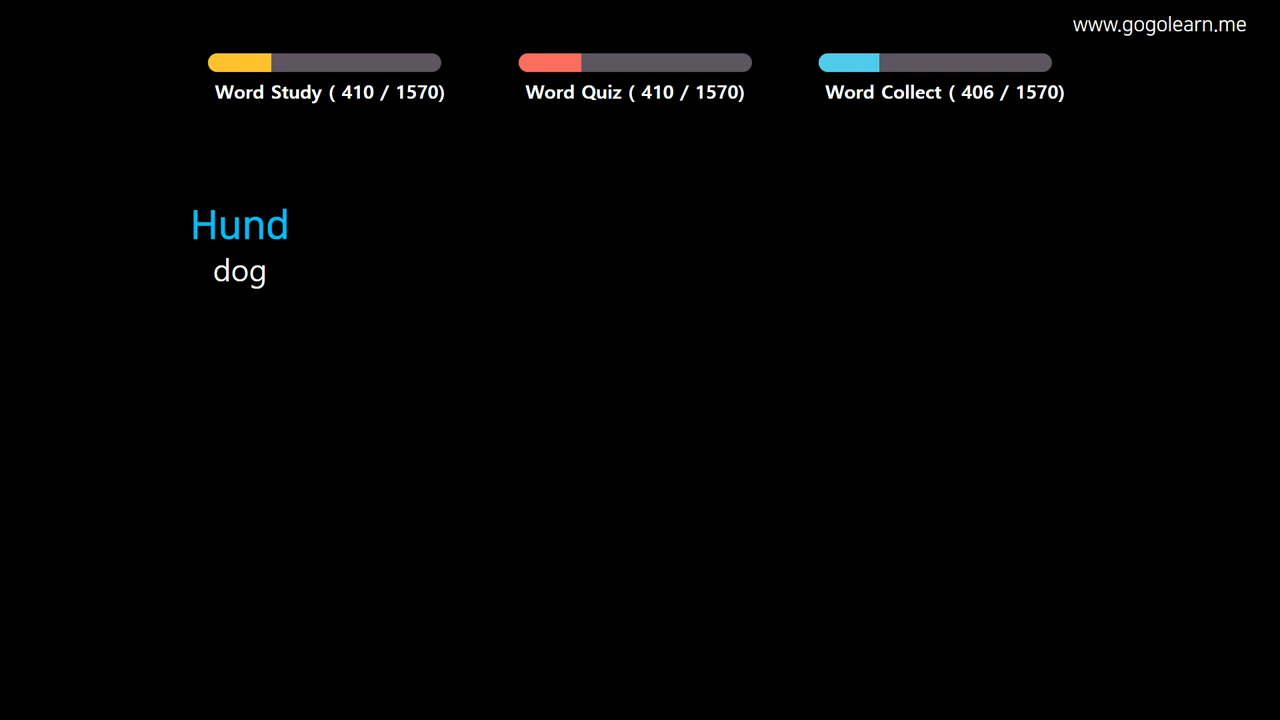 www.gogolearn.me
Word Study ( 410 / 1570)
Word Quiz ( 410 / 1570)
Word Collect ( 406 / 1570)
Hund
dog